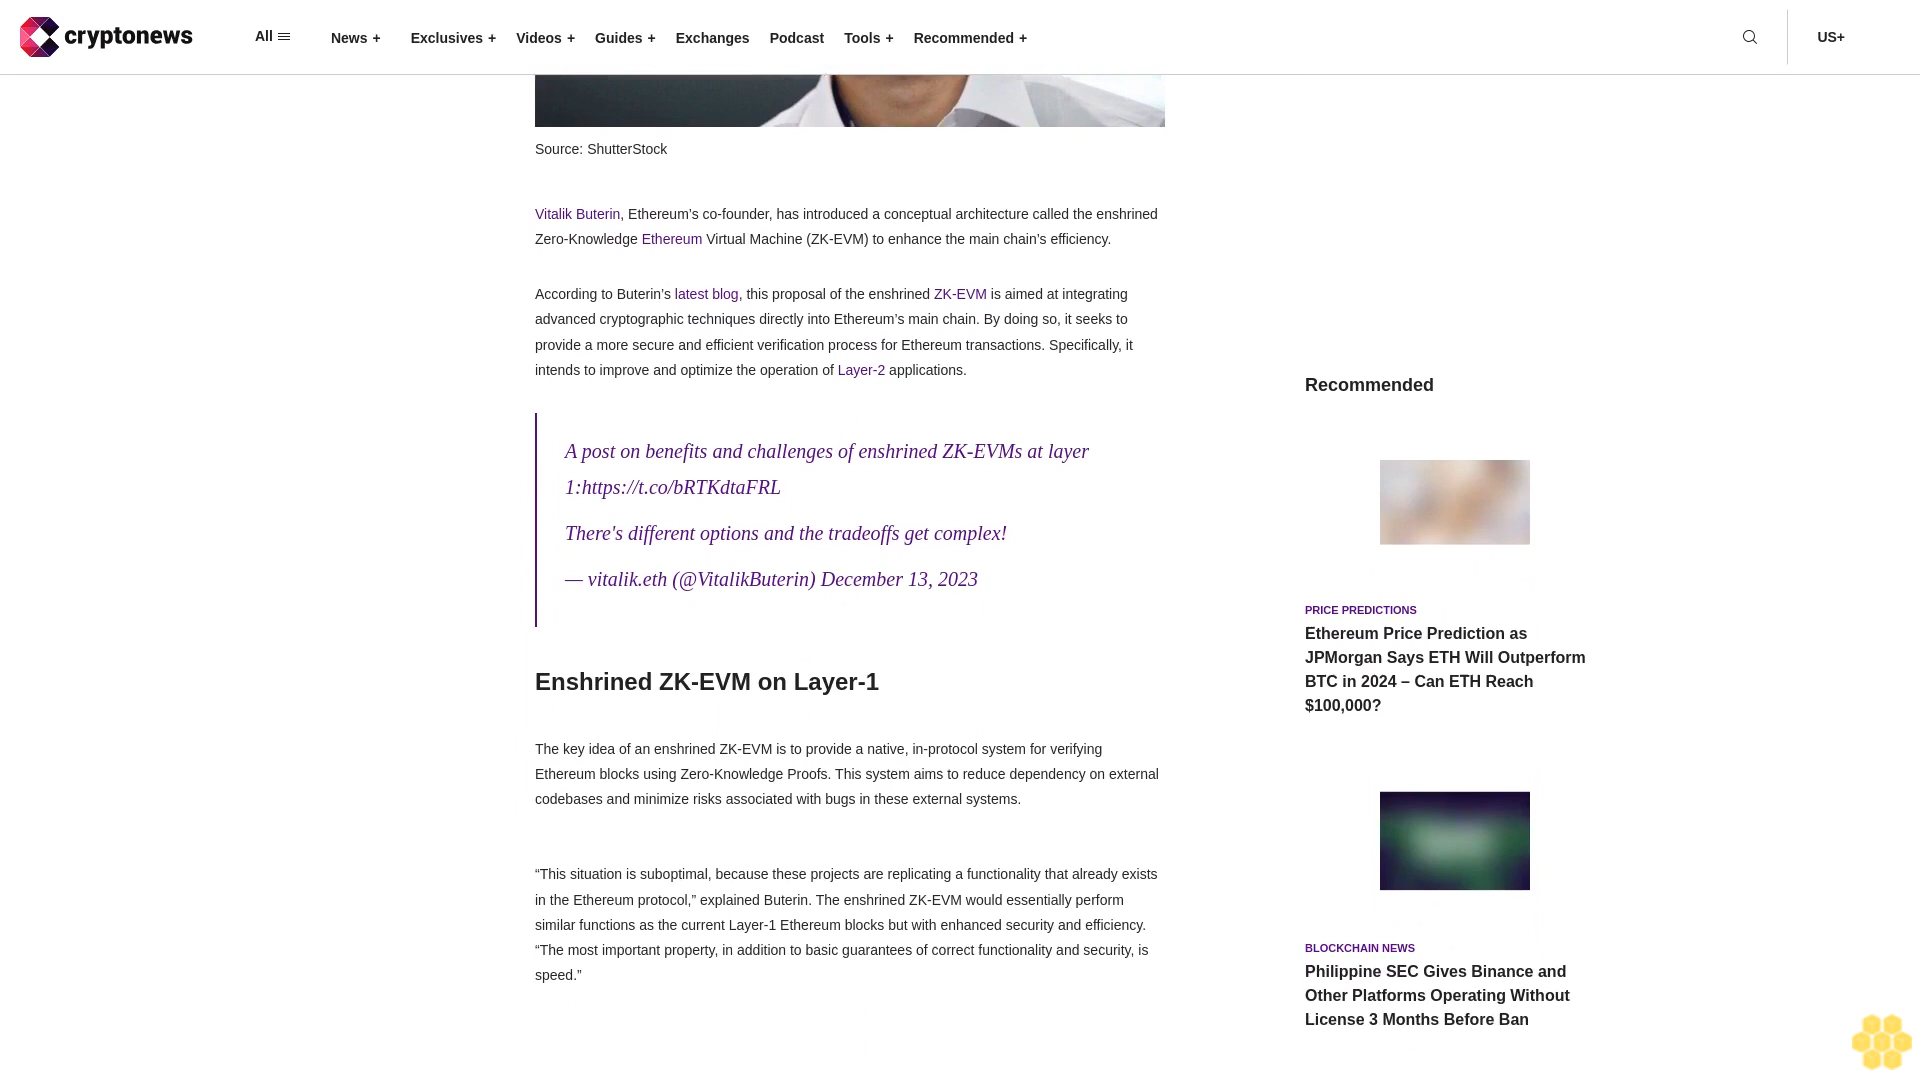 cryptonews
All
News +
Exclusives +
Videos +
Guides +
Exchanges
Podcast
Tools +
Recommended +
US+
Source: ShutterStock
Vitalik Buterin, Ethereum’s co-founder, has introduced a conceptual architecture called the enshrined
Zero-Knowledge Ethereum Virtual Machine (ZK-EVM) to enhance the main chain’s efficiency.
According to Buterin’s latest blog, this proposal of the enshrined ZK-EVM is aimed at integrating
advanced cryptographic techniques directly into Ethereum’s main chain. By doing so, it seeks to
provide a more secure and efficient verification process for Ethereum transactions. Specifically, it
intends to improve and optimize the operation of Layer-2 applications.
A post on benefits and challenges of enshrined ZK-EVMs at layer
1:https://t.co/bRTKdtaFRL
There's different options and the tradeoffs get complex!
— vitalik.eth (@VitalikButerin) December 13, 2023
Enshrined ZK-EVM on Layer-1
The key idea of an enshrined ZK-EVM is to provide a native, in-protocol system for verifying
Ethereum blocks using Zero-Knowledge Proofs. This system aims to reduce dependency on external
codebases and minimize risks associated with bugs in these external systems.
“This situation is suboptimal, because these projects are replicating a functionality that already exists
in the Ethereum protocol,” explained Buterin. The enshrined ZK-EVM would essentially perform
similar functions as the current Layer-1 Ethereum blocks but with enhanced security and efficiency.
“The most important property, in addition to basic guarantees of correct functionality and security, is
speed.”
Recommended
PRICE PREDICTIONS
Ethereum Price Prediction as
JPMorgan Says ETH Will Outperform
BTC in 2024 – Can ETH Reach
$100,000?
BLOCKCHAIN NEWS
Philippine SEC Gives Binance and
Other Platforms Operating Without
License 3 Months Before Ban